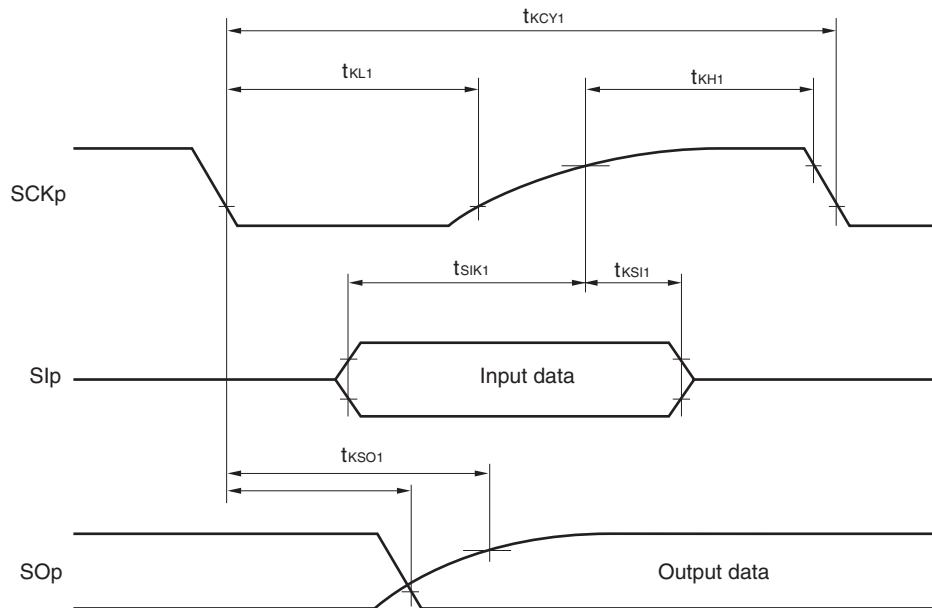 tKCY1
tKL1
tKH1
SCKp
tSIK1
tKSI1
SIp
Input data
tKSO1
SOp
Output data